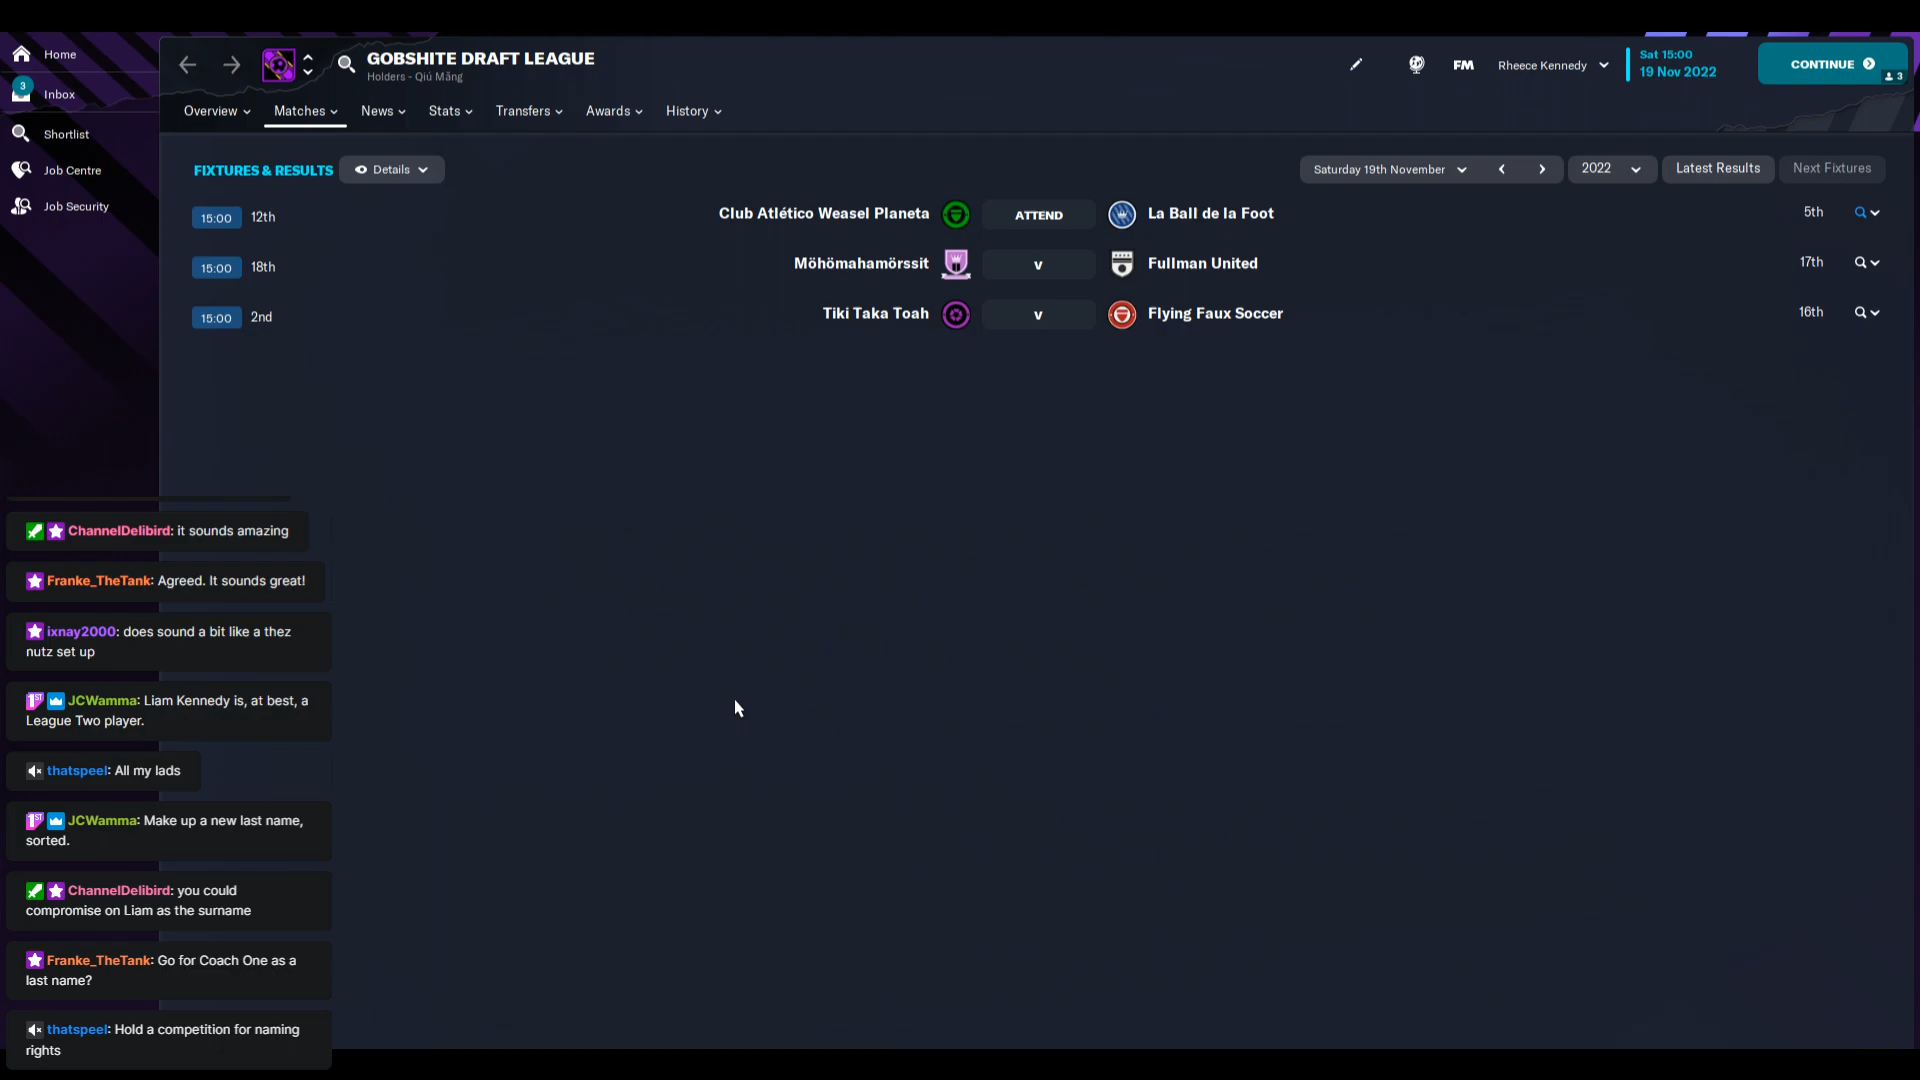 Home
3
Inbox
Shortlist
Job Centre
Job Security
GOBSHITE DRAFT LEAGUE
Holders - Qiú Mǎng
FM
Rheece Kennedy
Sat 15:00
19 Nov 2022
CONTINUE
3
Overview
Matches
News
Stats
Transfers
Awards
History
FIXTURES & RESULTS
Details
Saturday 19th November
2022
Latest Results
Next Fixtures
15:00 12th Club Atlético Weasel Planeta ATTEND La Ball de la Foot 5th
15:00 18th Möhömahamörssit v Fullman United 17th
15:00 2nd Tiki Taka Toah v Flying Faux Soccer 16th
ChannelDelibird: it sounds amazing
Franke_TheTank: Agreed. It sounds great!
ixnay2000: does sound a bit like a thez
nutz set up
1ST JCWamma: Liam Kennedy is, at best, a
League Two player.
thatspeel: All my lads
1ST JCWamma: Make up a new last name,
sorted.
ChannelDelibird: you could
compromise on Liam as the surname
Franke_TheTank: Go for Coach One as a
last name?
thatspeel: Hold a competition for naming
rights